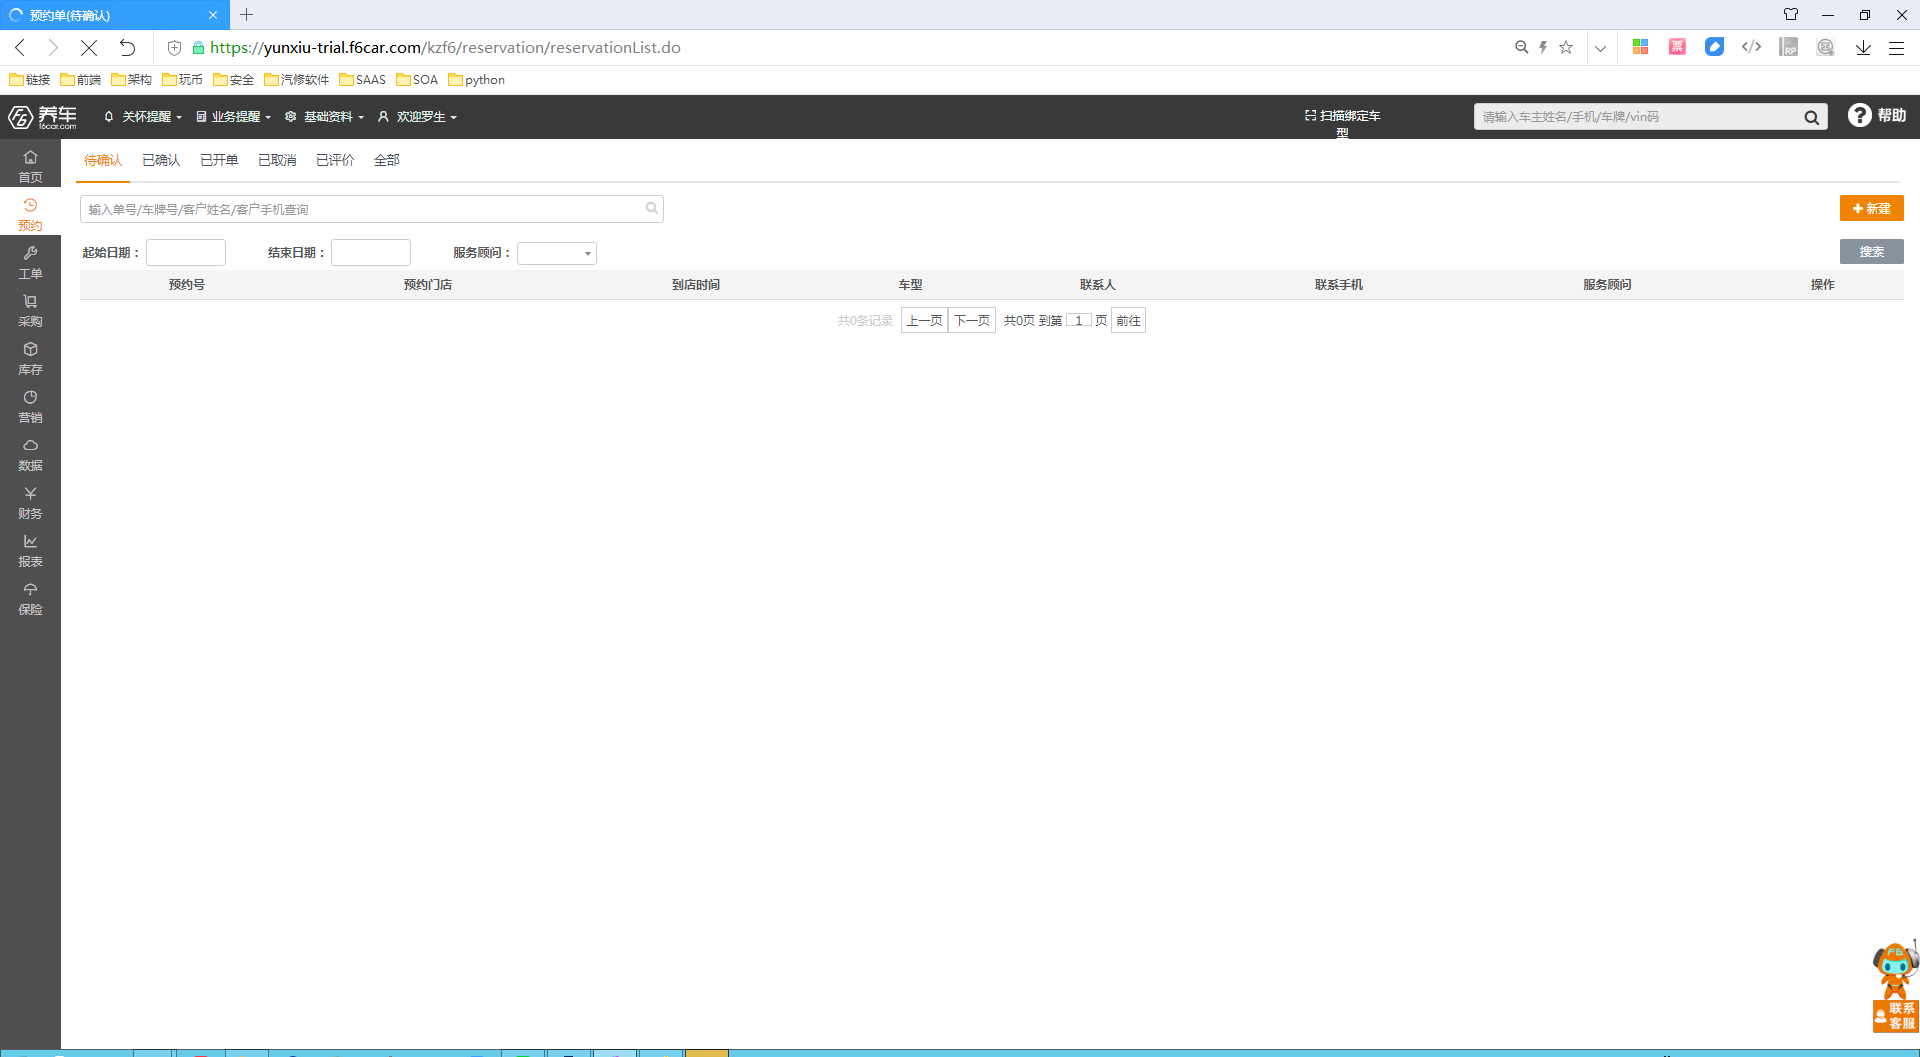 预约单(待确认)
https://yunxiu-trial.f6car.com/kzf6/reservation/reservationList.do
票
RP
链接 前端 架构 玩币 安全 汽修软件 SAAS SOA python
F6 养车 f6car.com
关怀提醒 业务提醒 基础资料 欢迎罗生
扫描绑定车
型
请输入车主姓名/手机/车牌/vin码
帮助
首页
预约
工单
采购
库存
营销
数据
财务
报表
保险
待确认 已确认 已开单 已取消 已评价 全部
输入单号/车牌号/客户姓名/客户手机查询
新建
起始日期： 结束日期： 服务顾问：
搜索
预约号 预约门店 到店时间 车型 联系人 联系手机 服务顾问 操作
共0条记录 上一页 下一页 共0页 到第 1 页 前往
F6
联系
客服